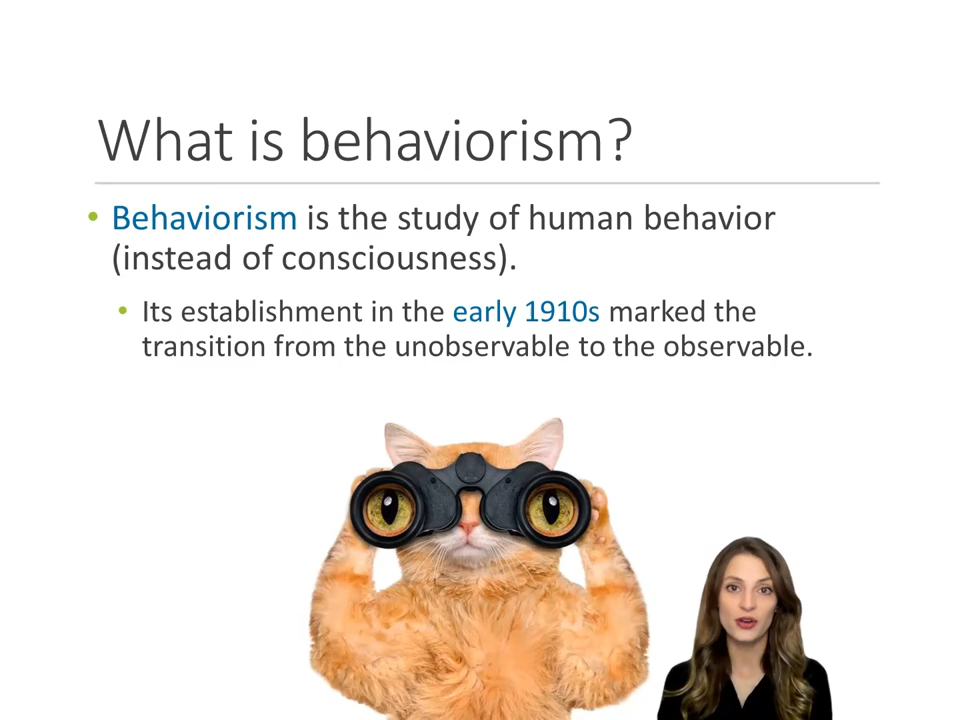 What is behaviorism?
• Behaviorism is the study of human behavior
(instead of consciousness).
• Its establishment in the early 1910s marked the
transition from the unobservable to the observable.